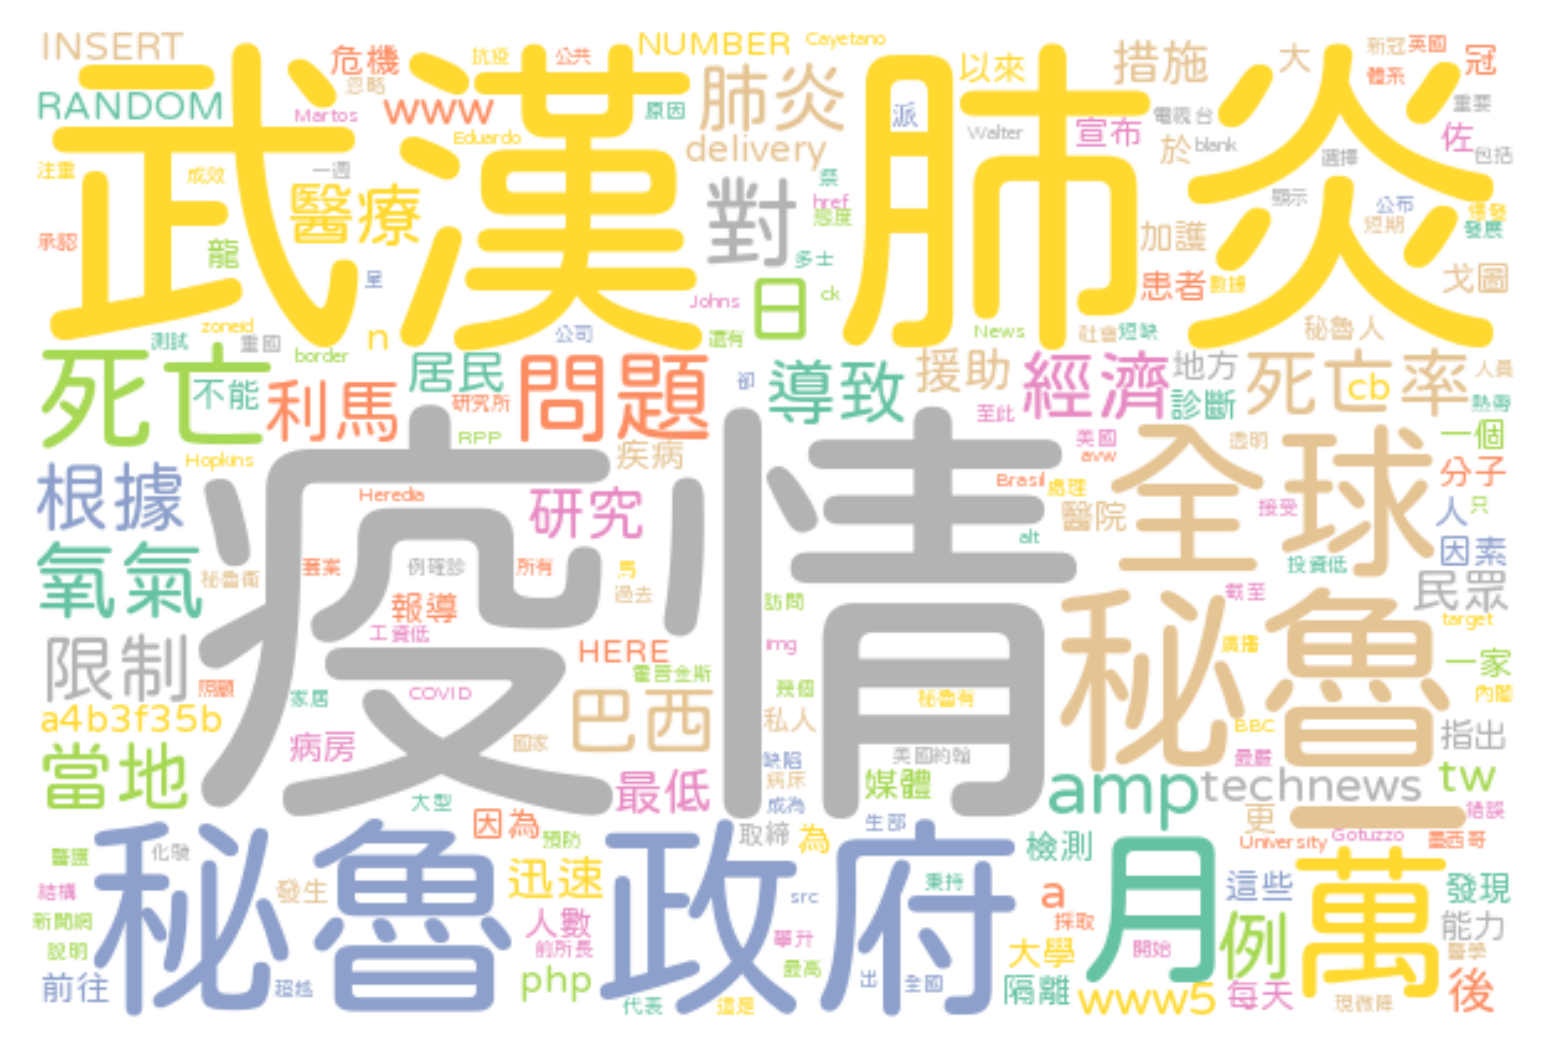 INSERT
危機
忽略
抗疫
公共
NUMBER
Cayetano
以來
措施
大
新冠
英國
冠
體系
RANDOM
武漢肺炎
Martos
www
Eduardo
原因
肺炎
delivery
派
Walter
宣布
電視台
於
blank
重要
佐
包括
選擇
注重
成效
一週
醫療
對
href
態度
顯示
公布
短期
爆發
發展
承認
龍
多士
加護
患者
數據
戈圖
Johns
日
ck
測試
zoneid
重國
border
n
公司
還有
News
社會
短缺
秘魯人
死亡
不能
利馬
居民
研究所
問題
RPP
卻
導致
援助
至此
經濟
地方
診斷
死亡率
cb
人員
一個
根據
Hopkins
Heredia
疫情
疾病
研究
美國
avw
Brasil
處理
醫院
alt
全球
透明
接受
投資低
分子
人
只
因素
氧氣
秘魯衛
例確診
所有
馬
過去
報導
工資低
訪問
截至
民眾
target
限制
家居
COVID
HERE
霍普金斯
img
幾個
秘魯有
秘魯
廣播
BBC
最嚴
一家
內閣
a4b3f35b
病房
國家
巴西
私人
缺陷
病床
成為
美國約翰
指出
當地
大型
最低
媒體
amp
technews
tw
錯誤
因為
預防
取締
為
生部
檢測
更
University
Gotuzzo
墨西哥
化驗
結構
新聞網
說明
前往
秘魯政府
發生
迅速
人數
前所長
php
超越
src
攀升
最高
代表
這是
秉持
出
全國
a
採取
大學
隔離
月
開始
www5
這些
例
每天
萬
發現
能力
醫學
後
現微降